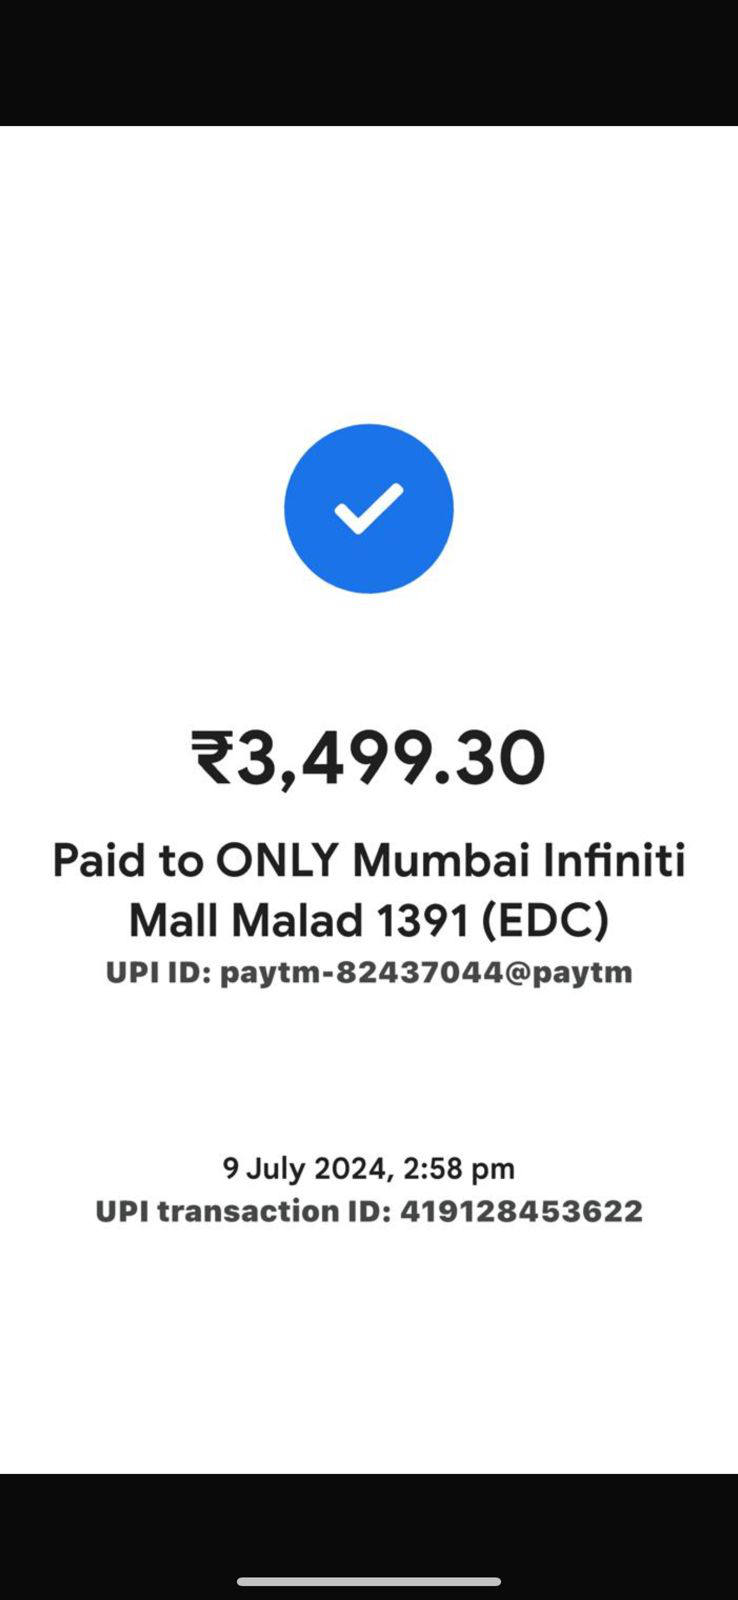 ₹3,499.30
Paid to ONLY Mumbai Infiniti
Mall Malad 1391 (EDC)
UPI ID: paytm-82437044@paytm
9 July 2024, 2:58 pm
UPI transaction ID: 419128453622